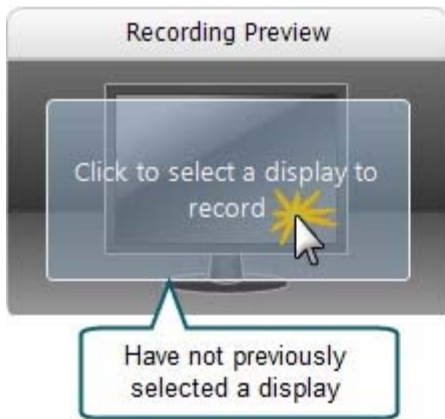 Recording Preview
Click to select a display to
record
Have not previously
selected a display